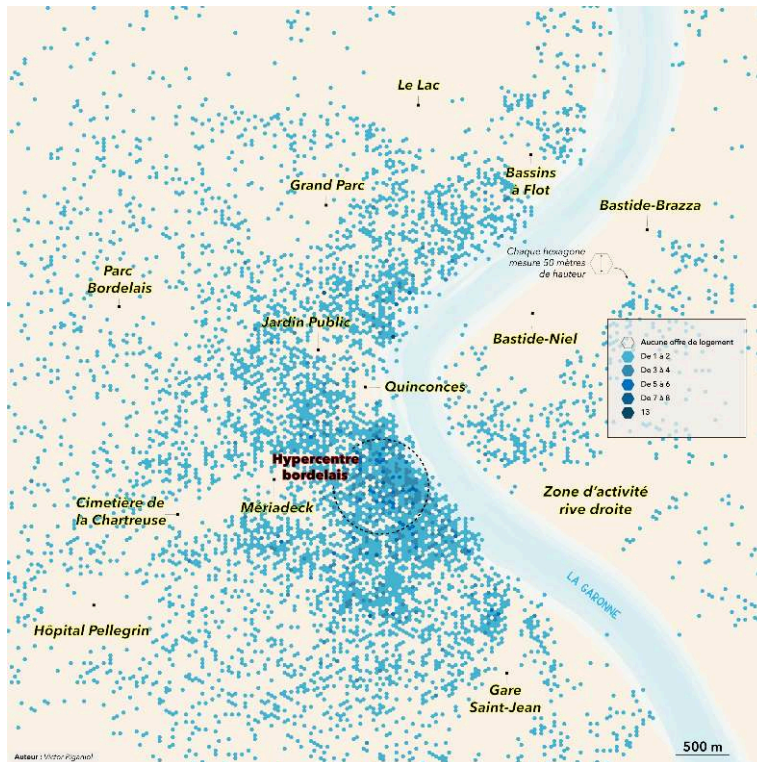 Le Lac
Bassins
à Flot
Grand Parc
Bastide-Brazza
Chaque hexagone
mesure 50 mètres
de hauteur
Parc
Bordelais
Jardin Public
Bastide-Niel
Aucune offre de logement
De 1 à 2
De 3 à 4
De 5 à 6
De 7 à 8
13
Quinconces
Hypercentre
bordelais
Cimetière de
la Chartreuse
Mériadeck
Zone d'activité
rive droite
LA GARONNE
Hôpital Pellegrin
Gare
Saint-Jean
500 m
Auteur : Victor Piganiol